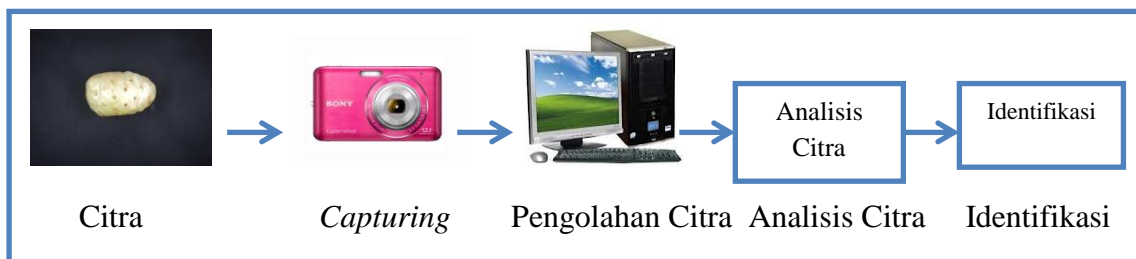 SONY
Analisis
Citra
Identifikasi
Citra
Capturing
Pengolahan Citra
Analisis Citra
Identifikasi